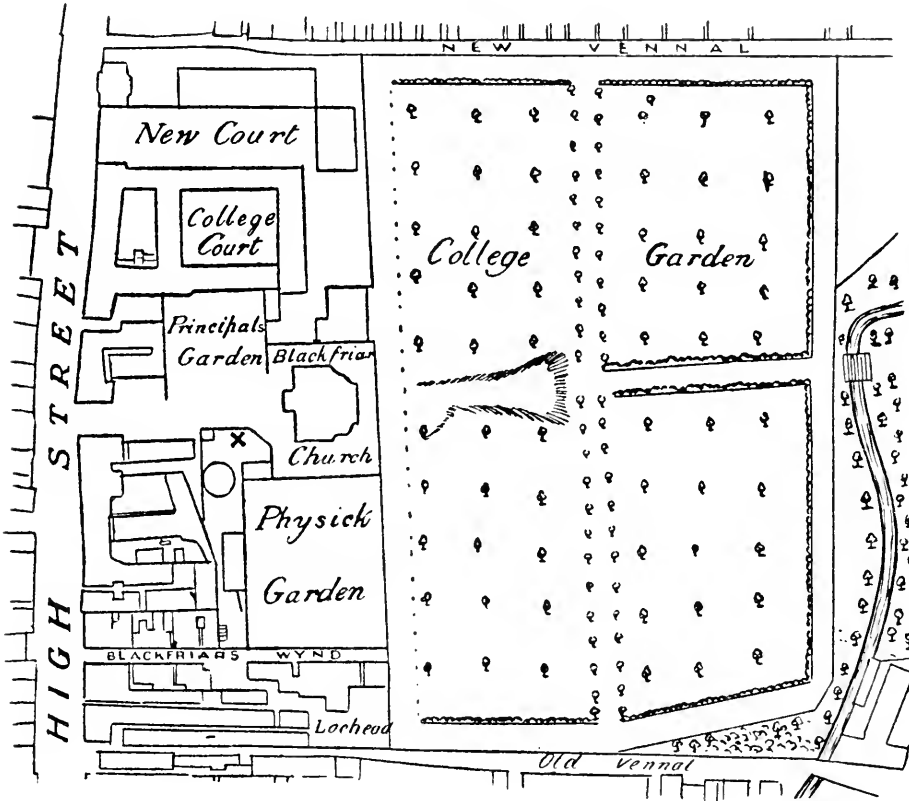 NEW VENNAL
New Court
College
Court
College Garden
Principals
Garden
Blackfriar
Church
Physick
Garden
HIGH STREET
BLACKFRIARS WYND
Lochead
Old Vennal